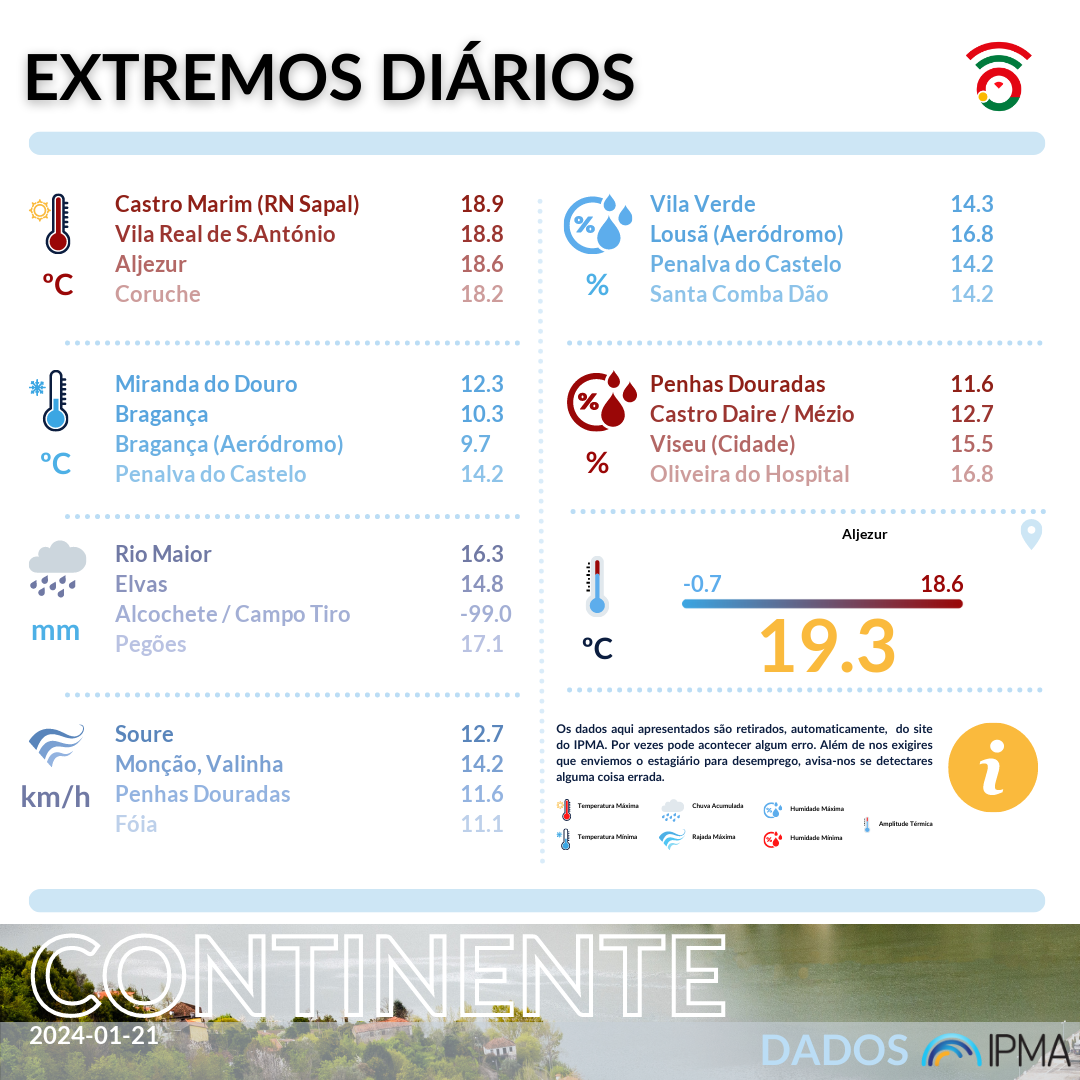 EXTREMOS DIÁRIOS
Castro Marim (RN Sapal) 18.9
Vila Real de S.António 18.8
Aljezur 18.6
Coruche 18.2
ºC
Miranda do Douro 12.3
Bragança 10.3
Bragança (Aeródromo) 9.7
Penalva do Castelo 14.2
ºC
Rio Maior 16.3
Elvas 14.8
Alcochete / Campo Tiro -99.0
Pegões 17.1
mm
Soure 12.7
Monção, Valinha 14.2
Penhas Douradas 11.6
Fóia 11.1
km/h
%
Vila Verde 14.3
Lousã (Aeródromo) 16.8
Penalva do Castelo 14.2
Santa Comba Dão 14.2
%
%
Penhas Douradas 11.6
Castro Daire / Mézio 12.7
Viseu (Cidade) 15.5
Oliveira do Hospital 16.8
%
Aljezur
-0.7 18.6
19.3
ºC
Os dados aqui apresentados são retirados, automaticamente, do site
do IPMA. Por vezes pode acontecer algum erro. Além de nos exigires
que enviemos o estagiário para desemprego, avisa-nos se detectares
alguma coisa errada.
i
Temperatura Máxima
Chuva Acumulada
Humidade Máxima
Amplitude Térmica
Temperatura Mínima
Rajada Máxima
Humidade Mínima
CONTINENTE
2024-01-21
DADOS IPMA